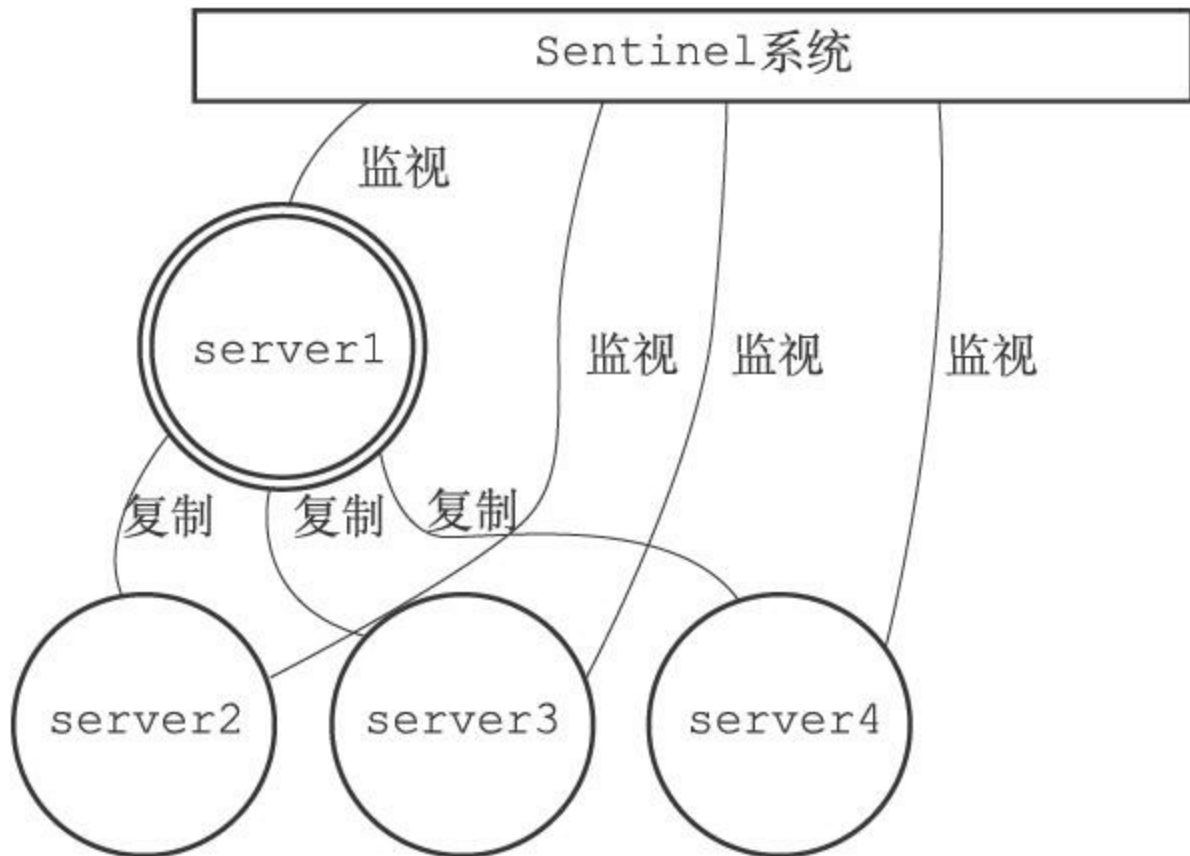 Sentinel系统
监视
server1
监视
监视
监视
复制
复制
复制
server2
server3
server4